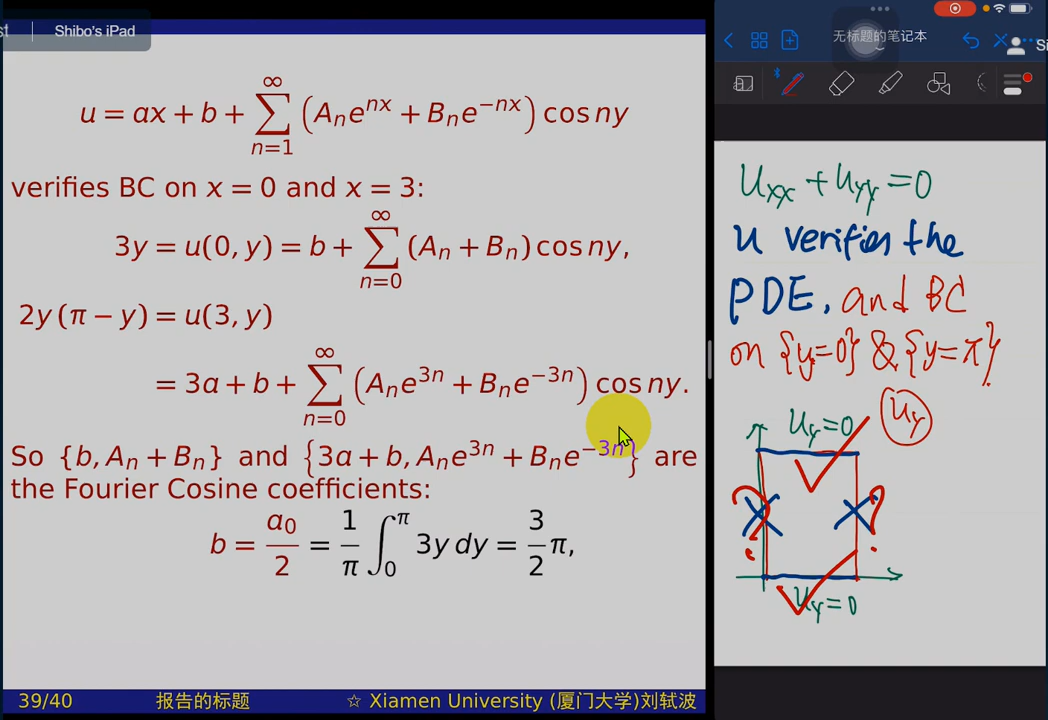 st
Shibo's iPad
u = ax + b + ∑_{n=1}^{∞} (A_n e^{nx} + B_n e^{-nx}) cos ny
verifies BC on x = 0 and x = 3:
3y = u(0, y) = b + ∑_{n=0}^{∞} (A_n + B_n) cos ny,
2y(π − y) = u(3, y)
= 3a + b + ∑_{n=0}^{∞} (A_n e^{3n} + B_n e^{-3n}) cos ny.
So {b, A_n + B_n} and {3a + b, A_n e^{3n} + B_n e^{-3n}} are
the Fourier Cosine coefficients:
b = a_0/2 = 1/π ∫_0^π 3y dy = 3/2 π,
39/40 报告的标题 ☆ Xiamen University (厦门大学)刘轼波
无标题的笔记本
Si
u_xx + u_yy = 0
u verifies the
PDE, and BC
on {y=0} & {y=π}
u_y=0
u_y
? ?
u_y=0